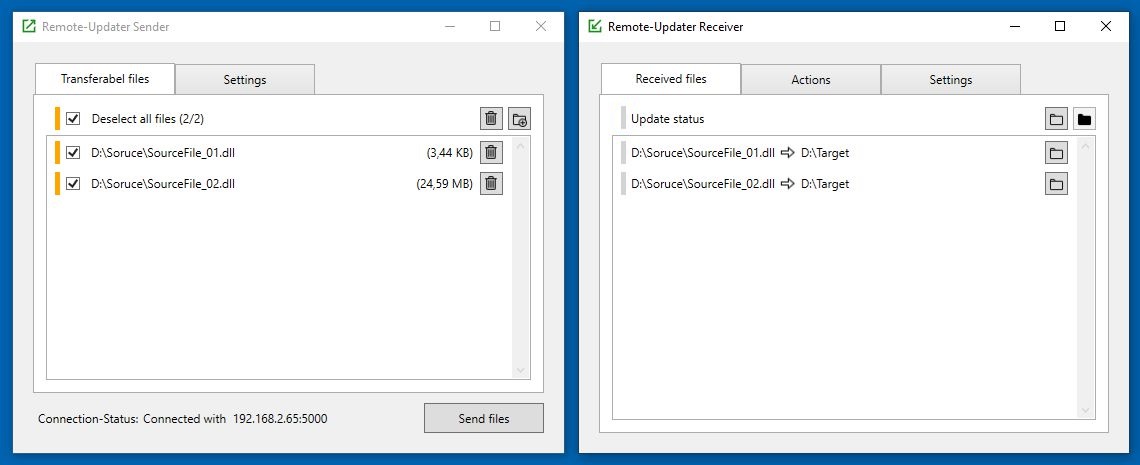 Remote-Updater Sender
Transferabel files
Settings
Deselect all files (2/2)
D:\Soruce\SourceFile_01.dll (3,44 KB)
D:\Soruce\SourceFile_02.dll (24,59 MB)
Connection-Status: Connected with 192.168.2.65:5000
Send files
Remote-Updater Receiver
Received files
Actions
Settings
Update status
D:\Soruce\SourceFile_01.dll ⇨ D:\Target
D:\Soruce\SourceFile_02.dll ⇨ D:\Target